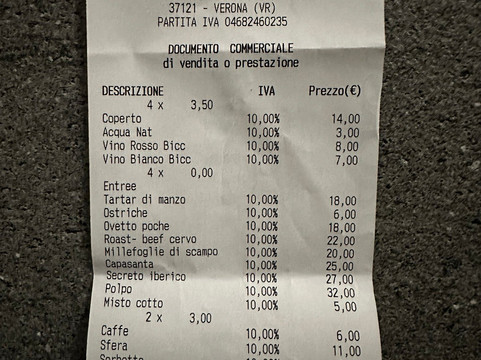 37121 - VERONA (VR)
PARTITA IVA 04682460235
DOCUMENTO COMMERCIALE
di vendita o prestazione
DESCRIZIONE IVA Prezzo(€)
4 x 3,50
Coperto 10,00% 14,00
Acqua Nat 10,00% 3,00
Vino Rosso Bicc 10,00% 8,00
Vino Bianco Bicc 10,00% 7,00
4 x 0,00
Entree
Tartar di manzo 10,00% 18,00
Ostriche 10,00% 6,00
Ovetto poche 10,00% 18,00
Roast- beef cervo 10,00% 22,00
Millefoglie di scampo 10,00% 20,00
Capasanta 10,00% 25,00
Secreto iberico 10,00% 27,00
Polpo 10,00% 32,00
Misto cotto 10,00% 5,00
2 x 3,00
Caffe 10,00% 6,00
Sfera 10,00% 11,00
Sorbetto